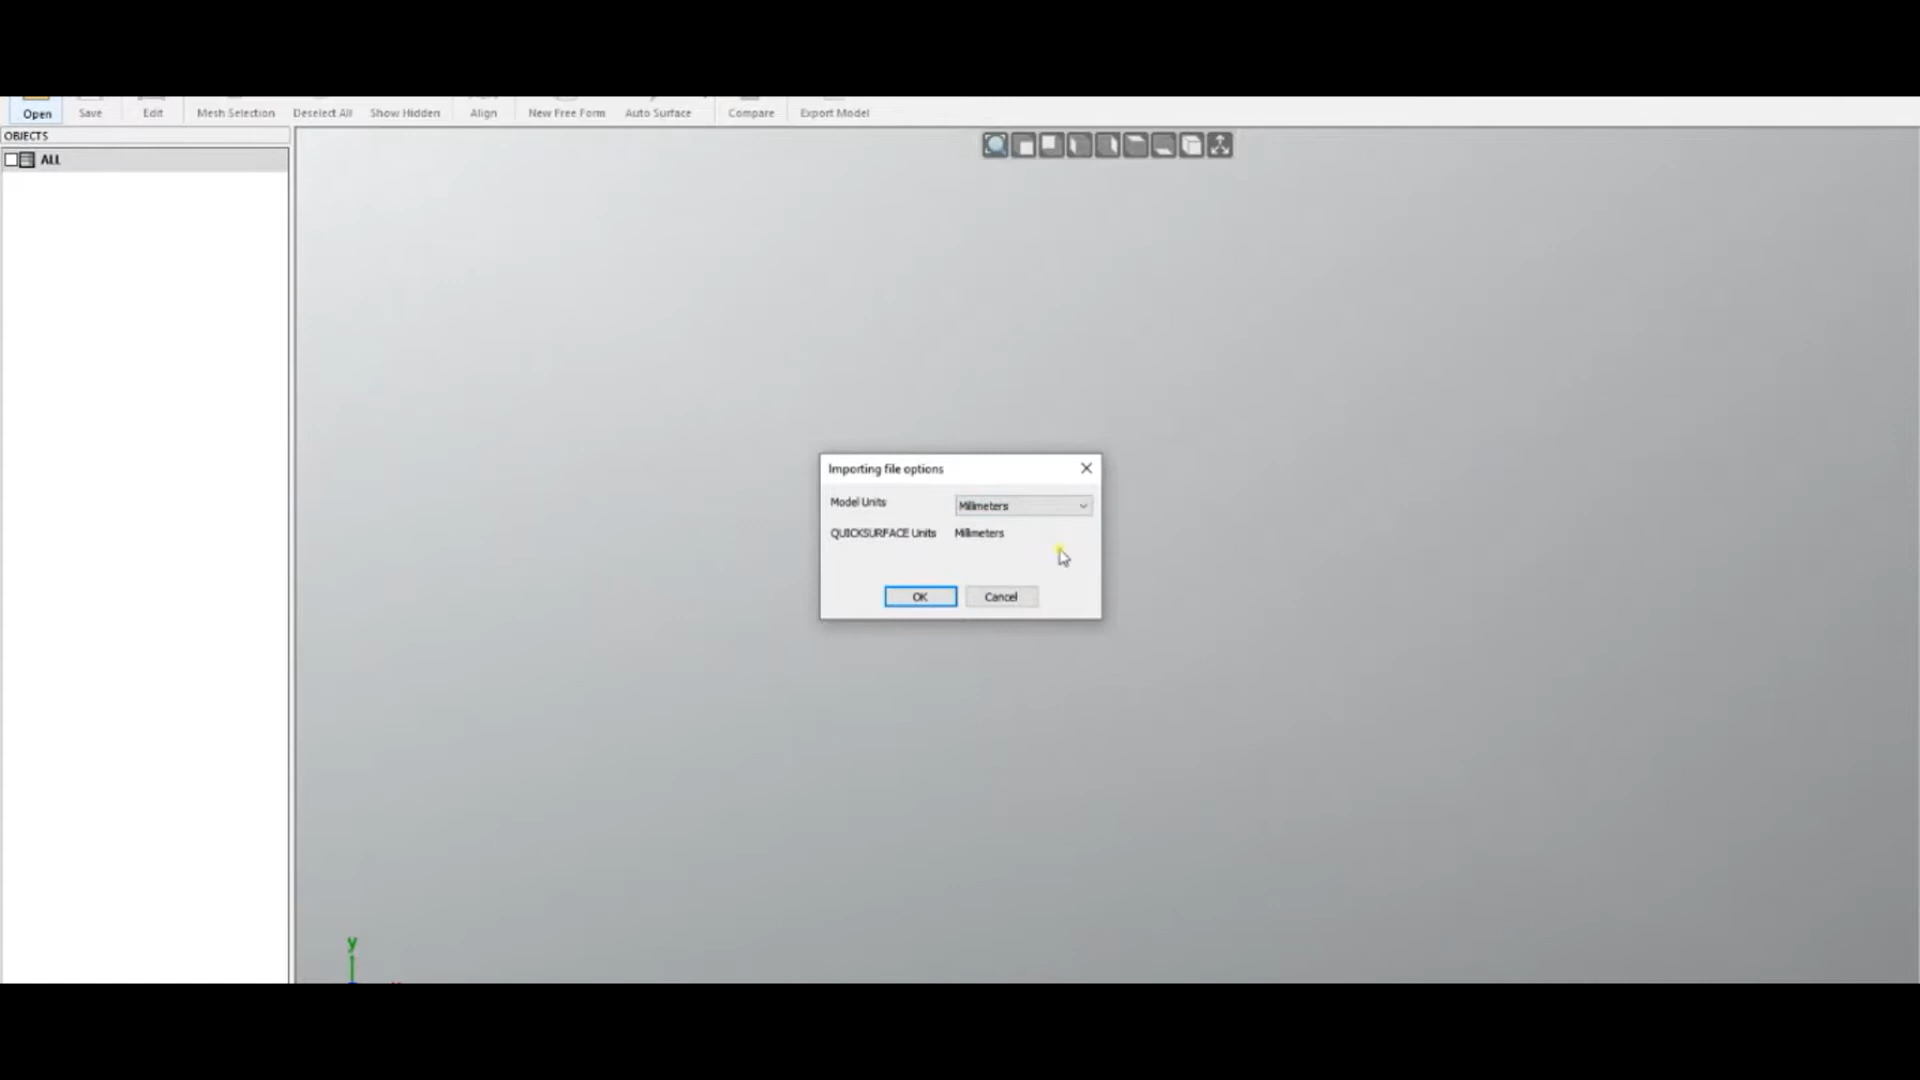 Open Save Edit Mesh Selection Deselect All Show Hidden Align New Free Form Auto Surface Compare Export Model
OBJECTS
ALL
Importing file options
Model Units Millimeters
QUICKSURFACE Units Millimeters
OK Cancel
y